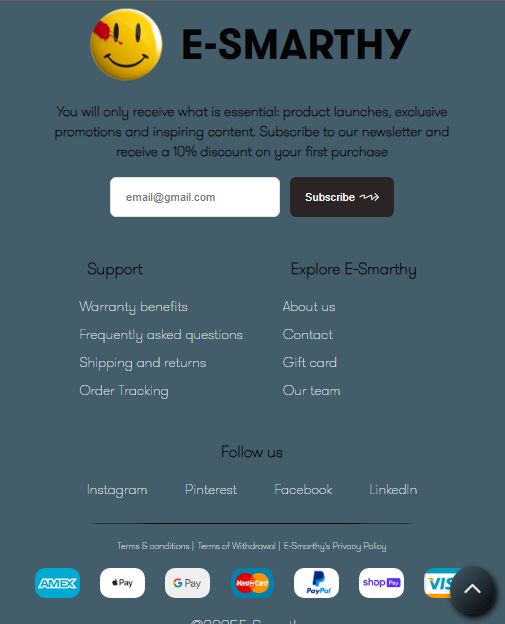 E-SMARTHY
You will only receive what is essential: product launches, exclusive
promotions and inspiring content. Subscribe to our newsletter and
receive a 10% discount on your first purchase
email@gmail.com Subscribe
Support Explore E-Smarthy
Warranty benefits About us
Frequently asked questions Contact
Shipping and returns Gift card
Order Tracking Our team
Follow us
Instagram Pinterest Facebook LinkedIn
Terms & conditions | Terms of Withdrawal | E-Smarthy's Privacy Policy
AMEX Pay G Pay MasterCard PayPal shop Pay VIS